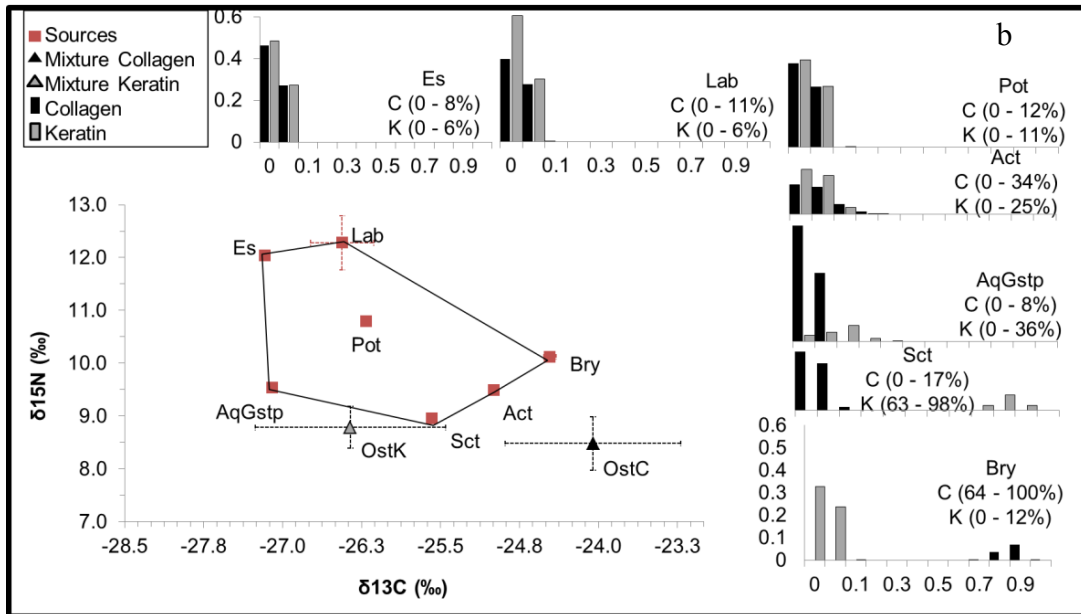 Sources
Mixture Collagen
Mixture Keratin
Collagen
Keratin
b
0.6
0.4
0.2
0
Es
C (0 - 8%)
K (0 - 6%)
0 0.1 0.3 0.5 0.7 0.9
Lab
C (0 - 11%)
K (0 - 6%)
0 0.1 0.3 0.5 0.7 0.9
Pot
C (0 - 12%)
K (0 - 11%)
Act
C (0 - 34%)
K (0 - 25%)
AqGstp
C (0 - 8%)
K (0 - 36%)
Sct
C (0 - 17%)
K (63 - 98%)
0.6
0.5
0.4
0.3
0.2
0.1
0
Bry
C (64 - 100%)
K (0 - 12%)
0 0.1 0.3 0.5 0.7 0.9
δ15N (‰)
13.0
12.0
11.0
10.0
9.0
8.0
7.0
Es
Lab
Pot
Bry
AqGstp
Act
Sct
OstK
OstC
-28.5 -27.8 -27.0 -26.3 -25.5 -24.8 -24.0 -23.3
δ13C (‰)